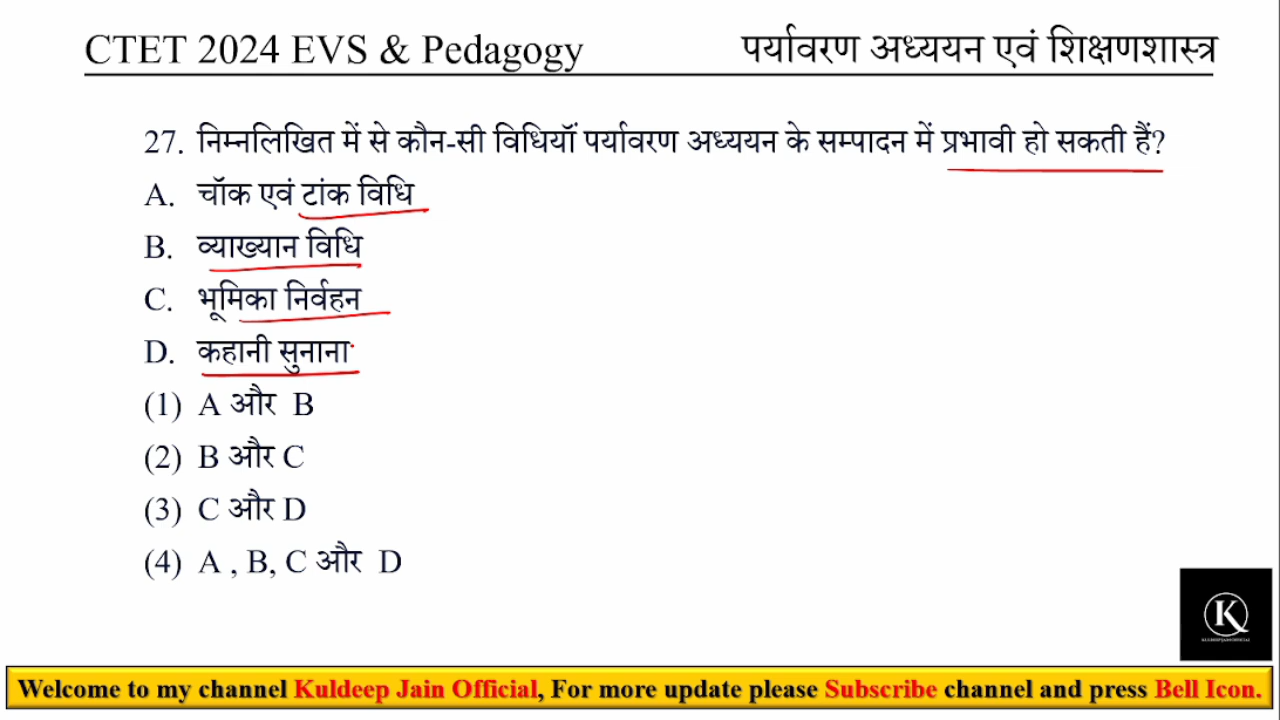 CTET 2024 EVS & Pedagogy पर्यावरण अध्ययन एवं शिक्षणशास्त्र
27. निम्नलिखित में से कौन-सी विधियाँ पर्यावरण अध्ययन के सम्पादन में प्रभावी हो सकती हैं?
A. चॉक एवं टांक विधि
B. व्याख्यान विधि
C. भूमिका निर्वहन
D. कहानी सुनाना
(1) A और B
(2) B और C
(3) C और D
(4) A , B, C और D
K
KULDEEPJAINOFFICIAL
Welcome to my channel Kuldeep Jain Official, For more update please Subscribe channel and press Bell Icon.